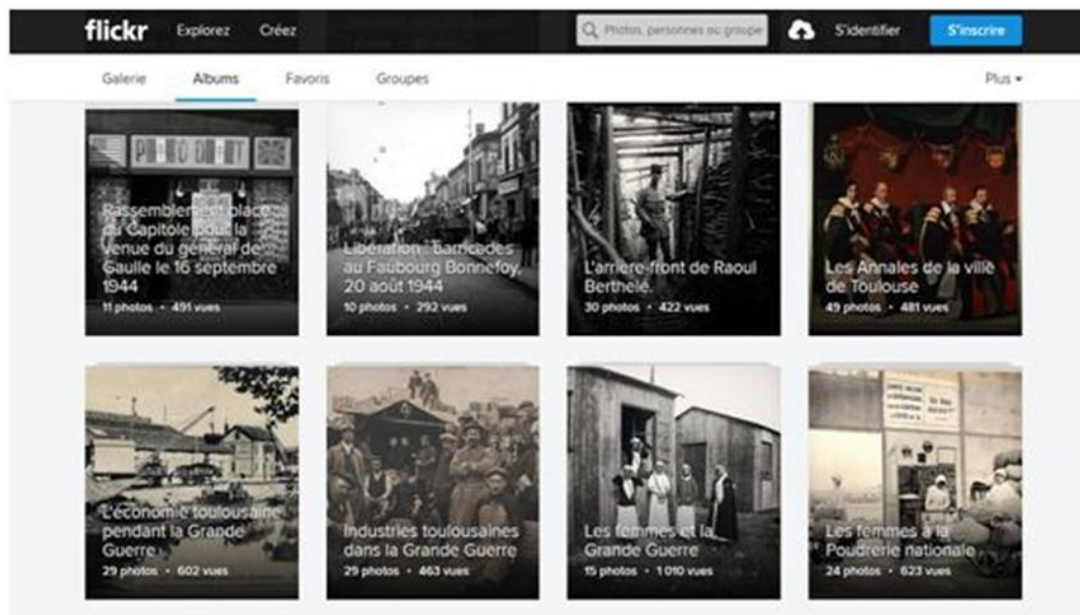 flickr Explorez Créez Photos, personnes ou groupe S'identifier S'inscrire
Galerie Albums Favoris Groupes Plus
Rassemblement place
du Capitole pour la
venue du général de
Gaulle le 16 septembre
1944
11 photos • 491 vues
Libération : barricades
au Faubourg Bonnefoy,
20 août 1944
10 photos • 292 vues
L'arrière-front de Raoul
Berthelé.
30 photos • 422 vues
Les Annales de la ville
de Toulouse
49 photos • 481 vues
L'économie toulousaine
pendant la Grande
Guerre
29 photos • 602 vues
Industries toulousaines
dans la Grande Guerre
29 photos • 463 vues
Les femmes et la
Grande Guerre
15 photos • 1 010 vues
Les femmes à la
Poudrerie nationale
24 photos • 623 vues